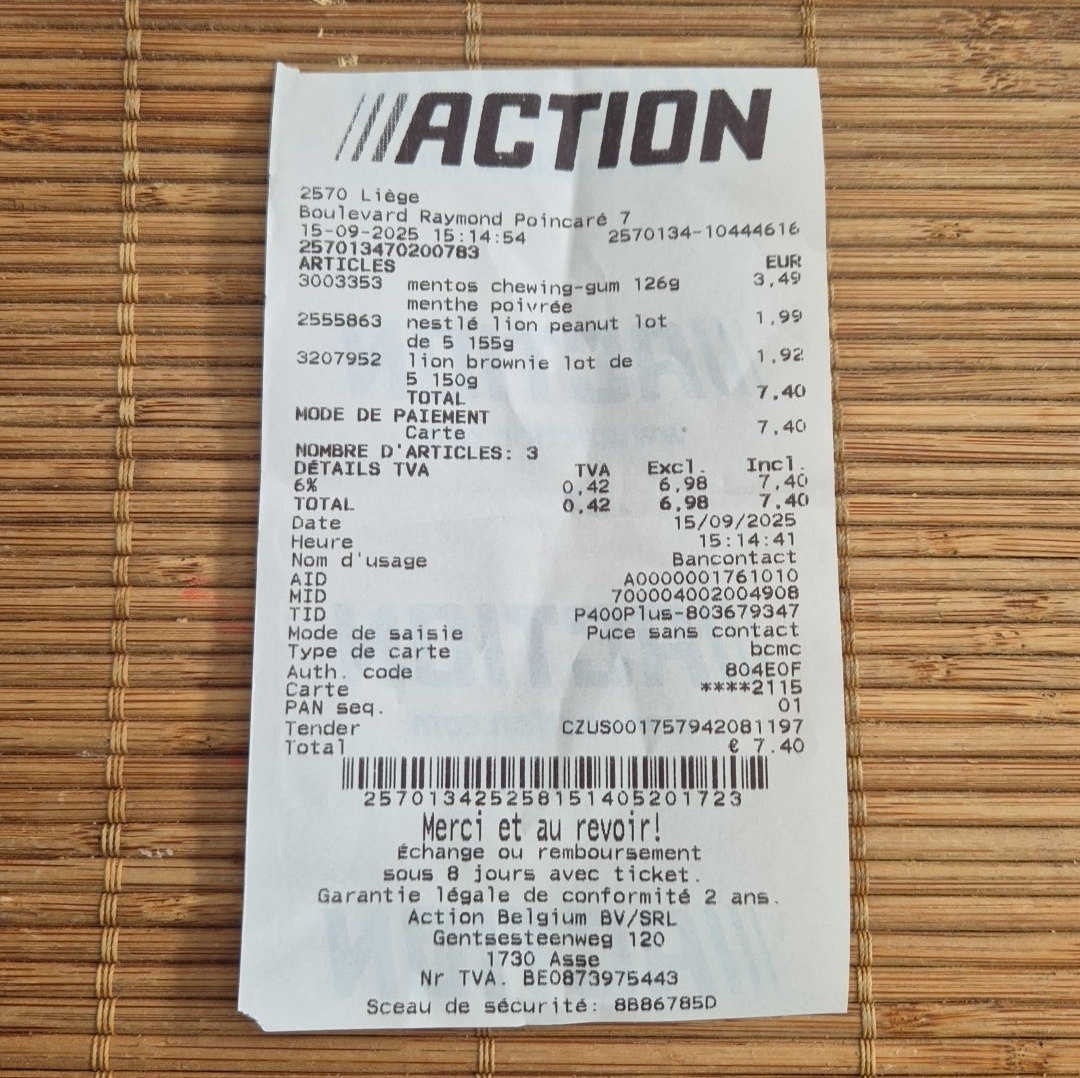 ///ACTION
2570 Liège
Boulevard Raymond Poincaré 7
15-09-2025 15:14:54 2570134-10444616
257013470200783
ARTICLES EUR
3003353 mentos chewing-gum 126g 3,49
menthe poivrée
2555863 nestlé lion peanut lot 1,99
de 5 155g
3207952 lion brownie lot de 1,92
5 150g
TOTAL 7,40
MODE DE PAIEMENT
Carte 7,40
NOMBRE D'ARTICLES: 3
DÉTAILS TVA TVA Excl. Incl.
6% 0,42 6,98 7,40
TOTAL 0,42 6,98 7,40
Date 15/09/2025
Heure 15:14:41
Nom d'usage Bancontact
AID A0000001761010
MID 700004002004908
TID P400Plus-803679347
Mode de saisie Puce sans contact
Type de carte bcmc
Auth. code 804E0F
Carte ****2115
PAN seq. 01
Tender CZUS001757942081197
Total € 7.40
257013425258151405201723
Merci et au revoir!
Échange ou remboursement
sous 8 jours avec ticket.
Garantie légale de conformité 2 ans.
Action Belgium BV/SRL
Gentsesteenweg 120
1730 Asse
Nr TVA. BE0873975443
Sceau de sécurité: 8B86785D